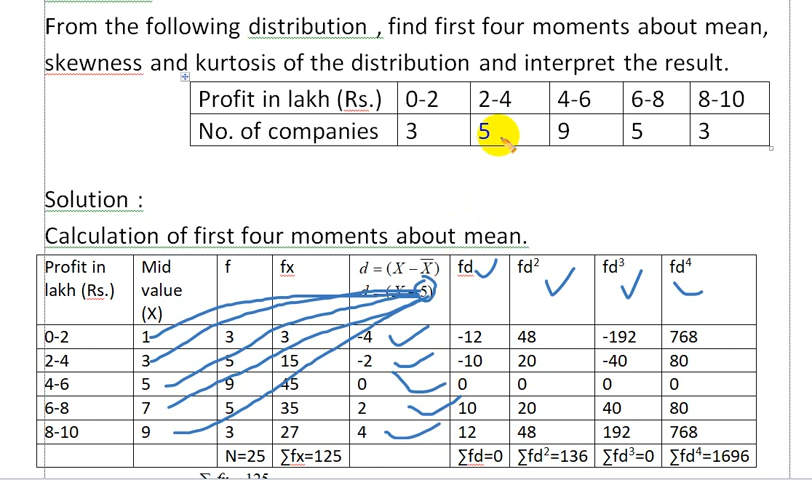 From the following distribution , find first four moments about mean,
skewness and kurtosis of the distribution and interpret the result.
Profit in lakh (Rs.) 0-2 2-4 4-6 6-8 8-10
No. of companies 3 5 9 5 3
Solution :
Calculation of first four moments about mean.
Profit in lakh (Rs.) Mid value (X) f fx d = (X − X̅) d = (X − 5) fd fd² fd³ fd⁴
0-2 1 3 3 -4 -12 48 -192 768
2-4 3 5 15 -2 -10 20 -40 80
4-6 5 9 45 0 0 0 0 0
6-8 7 5 35 2 10 20 40 80
8-10 9 3 27 4 12 48 192 768
N=25 ∑fx=125 ∑fd=0 ∑fd²=136 ∑fd³=0 ∑fd⁴=1696